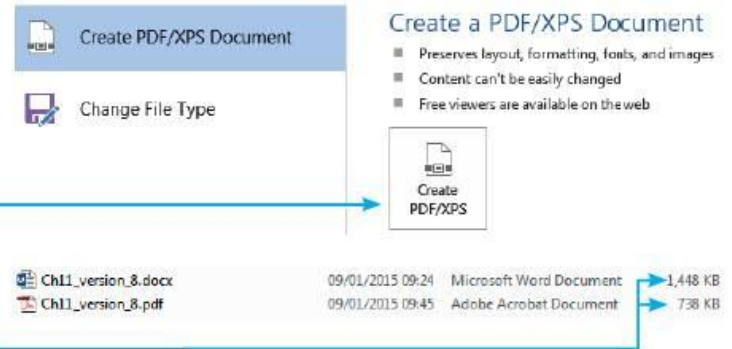 Create PDF/XPS Document
Change File Type
Create a PDF/XPS Document
Preserves layout, formatting, fonts, and images
Content can't be easily changed
Free viewers are available on the web
Create
PDF/XPS
Ch11_version_8.docx 09/01/2015 09:24 Microsoft Word Document 1,448 KB
Ch11_version_8.pdf 09/01/2015 09:45 Adobe Acrobat Document 738 KB